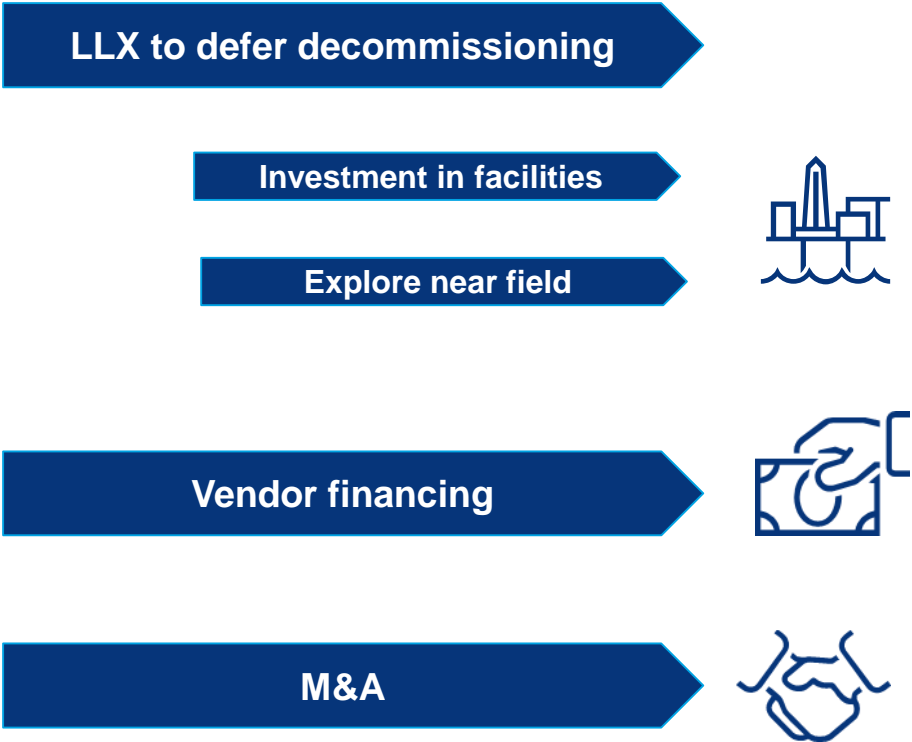 LLX to defer decommissioning
Investment in facilities
Explore near field
Vendor financing
M&A